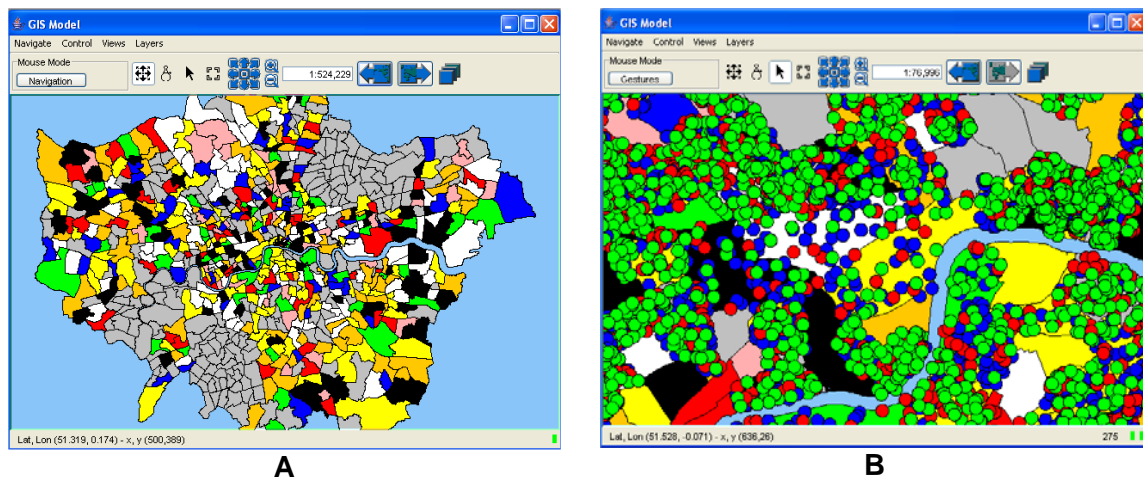 GIS Model
Navigate Control Views Layers
Mouse Mode
Navigation
1:524,229
Lat, Lon (51.319, 0.174) - x, y (500,389)
A
GIS Model
Navigate Control Views Layers
Mouse Mode
Gestures
1:76,996
Lat, Lon (51.528, -0.071) - x, y (636,26) 275
B